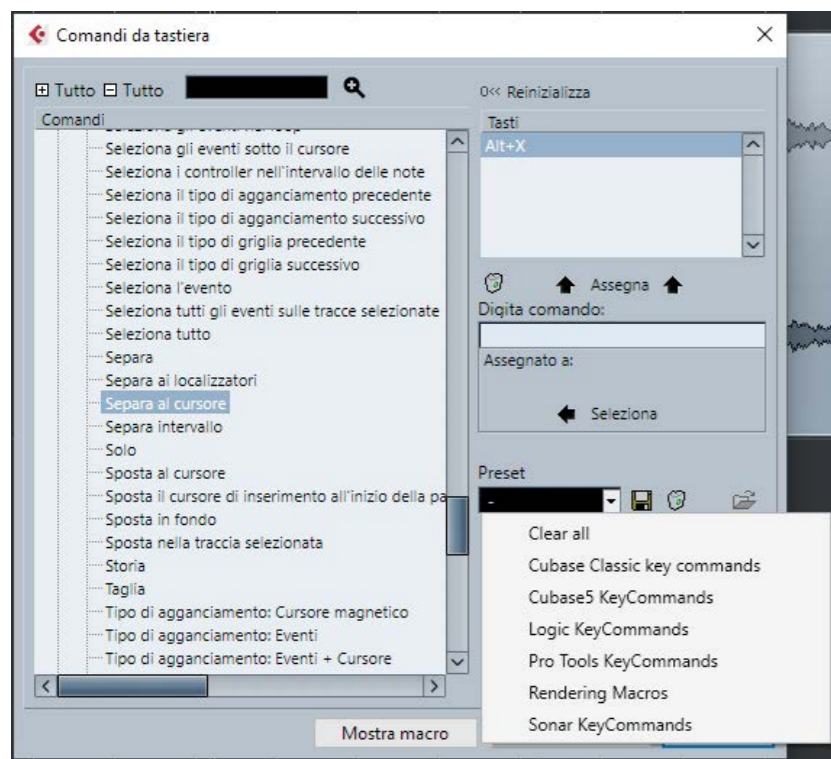 Comandi da tastiera
Tutto Tutto
0<< Reinizializza
Comandi
Seleziona gli eventi sotto il cursore
Seleziona i controller nell'intervallo delle note
Seleziona il tipo di agganciamento precedente
Seleziona il tipo di agganciamento successivo
Seleziona il tipo di griglia precedente
Seleziona il tipo di griglia successivo
Seleziona l'evento
Seleziona tutti gli eventi sulle tracce selezionate
Seleziona tutto
Separa
Separa ai localizzatori
Separa al cursore
Separa intervallo
Solo
Sposta al cursore
Sposta il cursore di inserimento all'inizio della pa
Sposta in fondo
Sposta nella traccia selezionata
Storia
Taglia
Tipo di agganciamento: Cursore magnetico
Tipo di agganciamento: Eventi
Tipo di agganciamento: Eventi + Cursore
Tasti
Alt+X
Assegna
Digita comando:
Assegnato a:
Seleziona
Preset
-
Clear all
Cubase Classic key commands
Cubase5 KeyCommands
Logic KeyCommands
Pro Tools KeyCommands
Rendering Macros
Sonar KeyCommands
Mostra macro